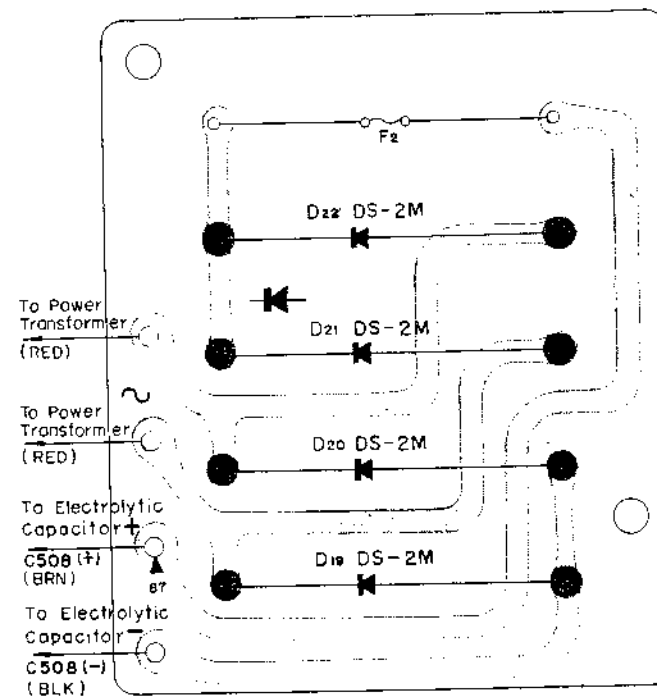 F2
D22 DS-2M
To Power
Transformer
(RED)
D21 DS-2M
To Power
Transformer
(RED)
D20 DS-2M
To Electrolytic
Capacitor +
C508 (+)
(BRN)
87
D19 DS-2M
To Electrolytic
Capacitor -
C508 (-)
(BLK)